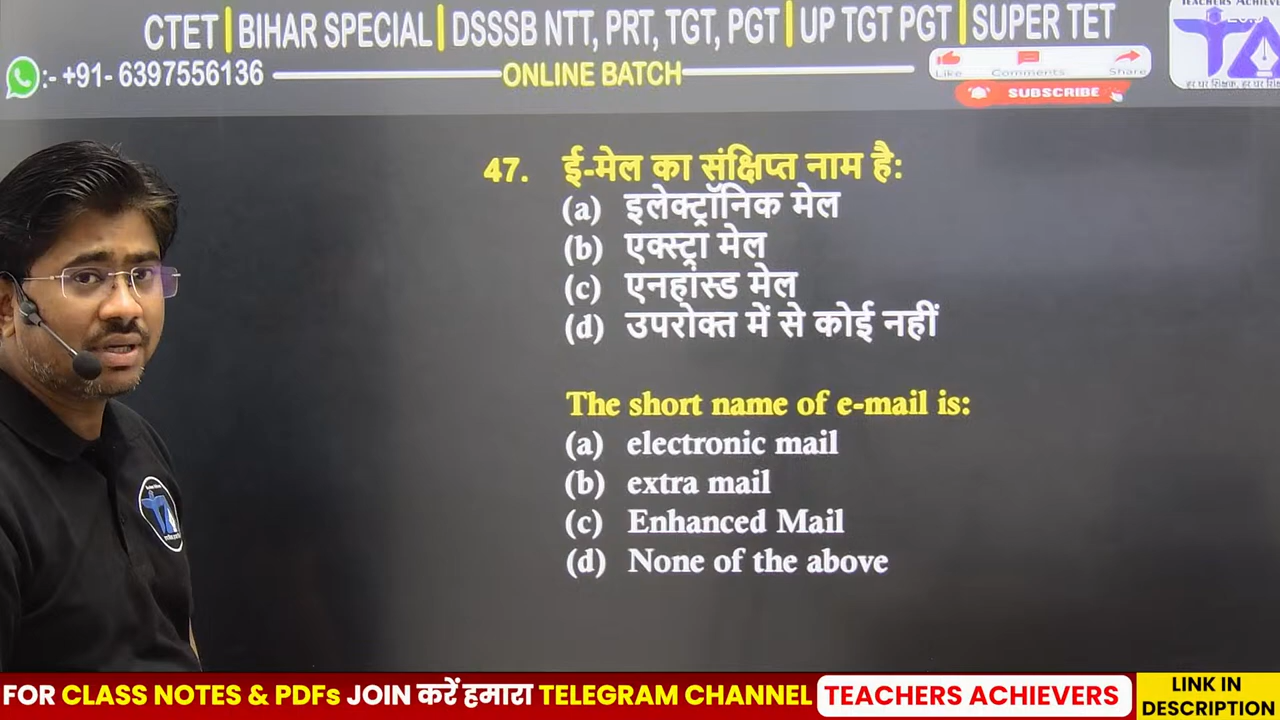 CTET | BIHAR SPECIAL | DSSSB NTT, PRT, TGT, PGT | UP TGT PGT | SUPER TET
:- +91- 6397556136
ONLINE BATCH
Like Comments Share
SUBSCRIBE
47. ई-मेल का संक्षिप्त नाम है:
(a) इलेक्ट्रॉनिक मेल
(b) एक्स्ट्रा मेल
(c) एनहांस्ड मेल
(d) उपरोक्त में से कोई नहीं
The short name of e-mail is:
(a) electronic mail
(b) extra mail
(c) Enhanced Mail
(d) None of the above
FOR CLASS NOTES & PDFs JOIN करें हमारा TELEGRAM CHANNEL TEACHERS ACHIEVERS
LINK IN
DESCRIPTION